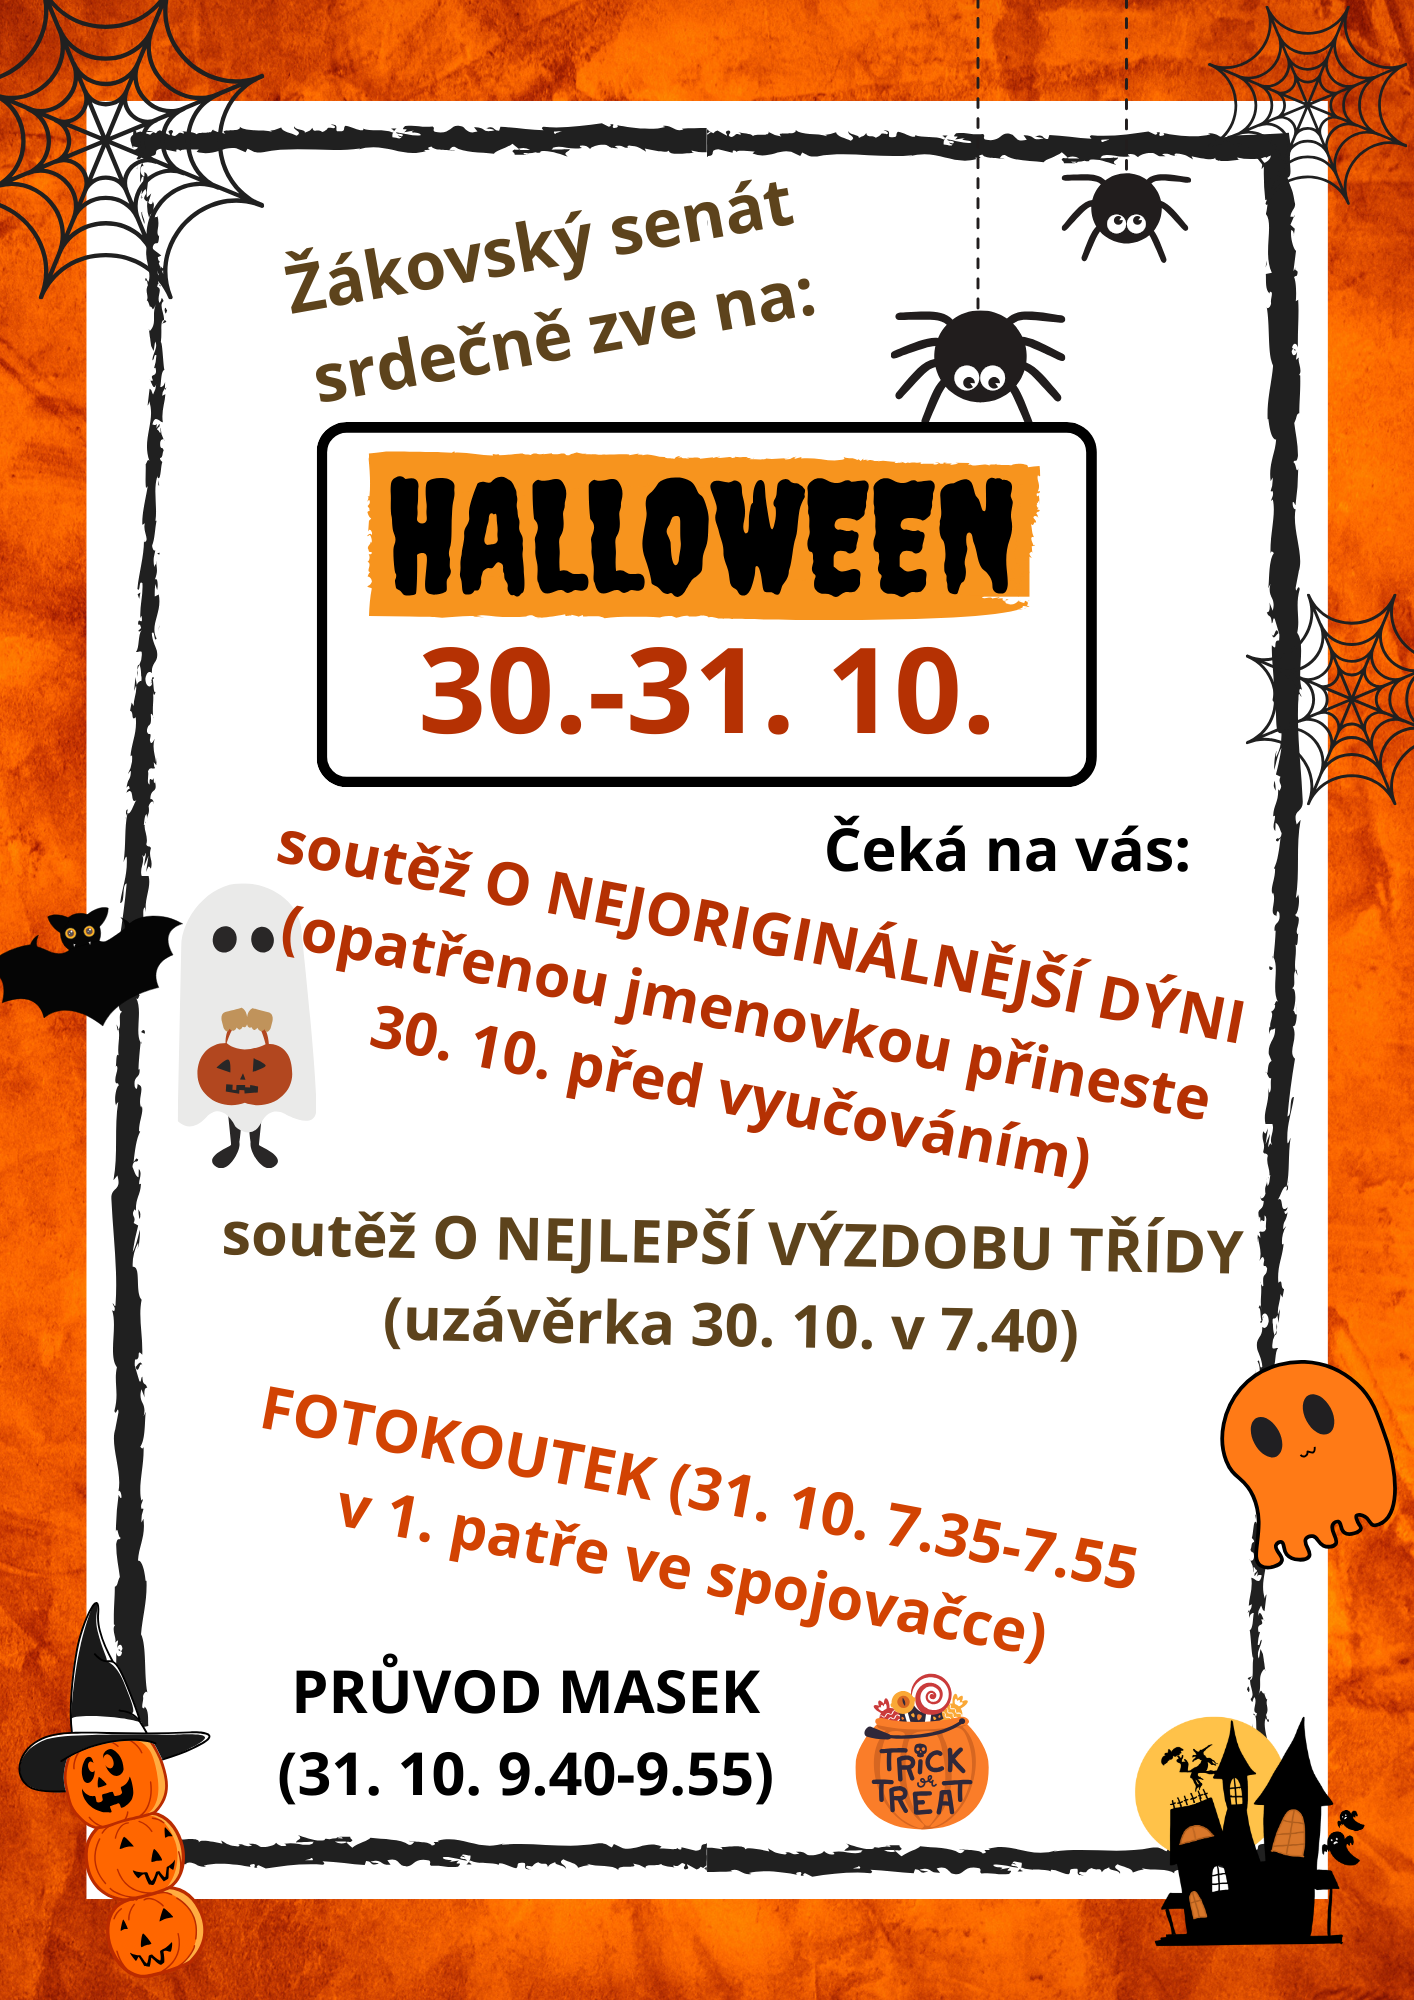 Žákovský senát
srdečně zve na:
HALLOWEEN
30.-31. 10.
Čeká na vás:
soutěž O NEJORIGINÁLNĚJŠÍ DÝNI
(opatřenou jmenovkou přineste
30. 10. před vyučováním)
soutěž O NEJLEPŠÍ VÝZDOBU TŘÍDY
(uzávěrka 30. 10. v 7.40)
FOTOKOUTEK (31. 10. 7.35-7.55
v 1. patře ve spojovačce)
PRŮVOD MASEK
(31. 10. 9.40-9.55)
TRiCK
or
TREAT